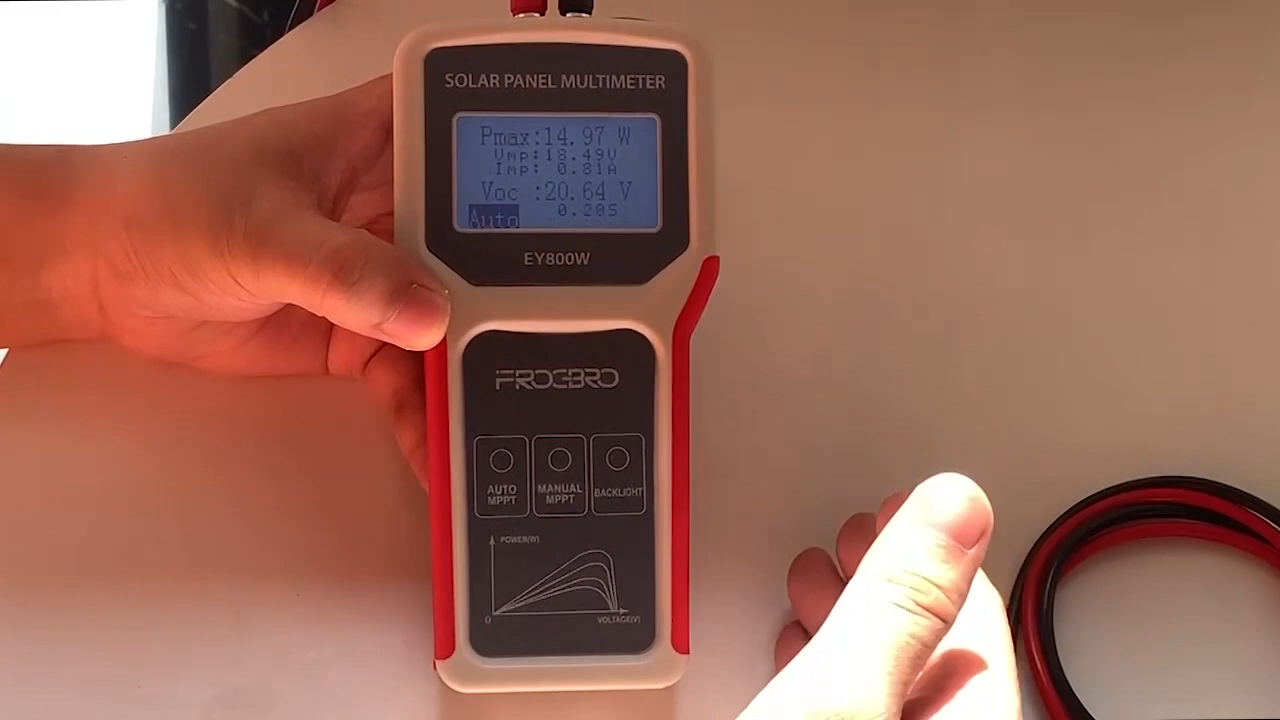 SOLAR PANEL MULTIMETER
Pmax:14.97 W
Vmp:18.49V
Imp: 0.81A
Voc :20.64 V
Auto 0.20S
EY800W
FROGBRO
AUTO MPPT
MANUAL MPPT
BACKLIGHT
POWER(W)
0 VOLTAGE(V)